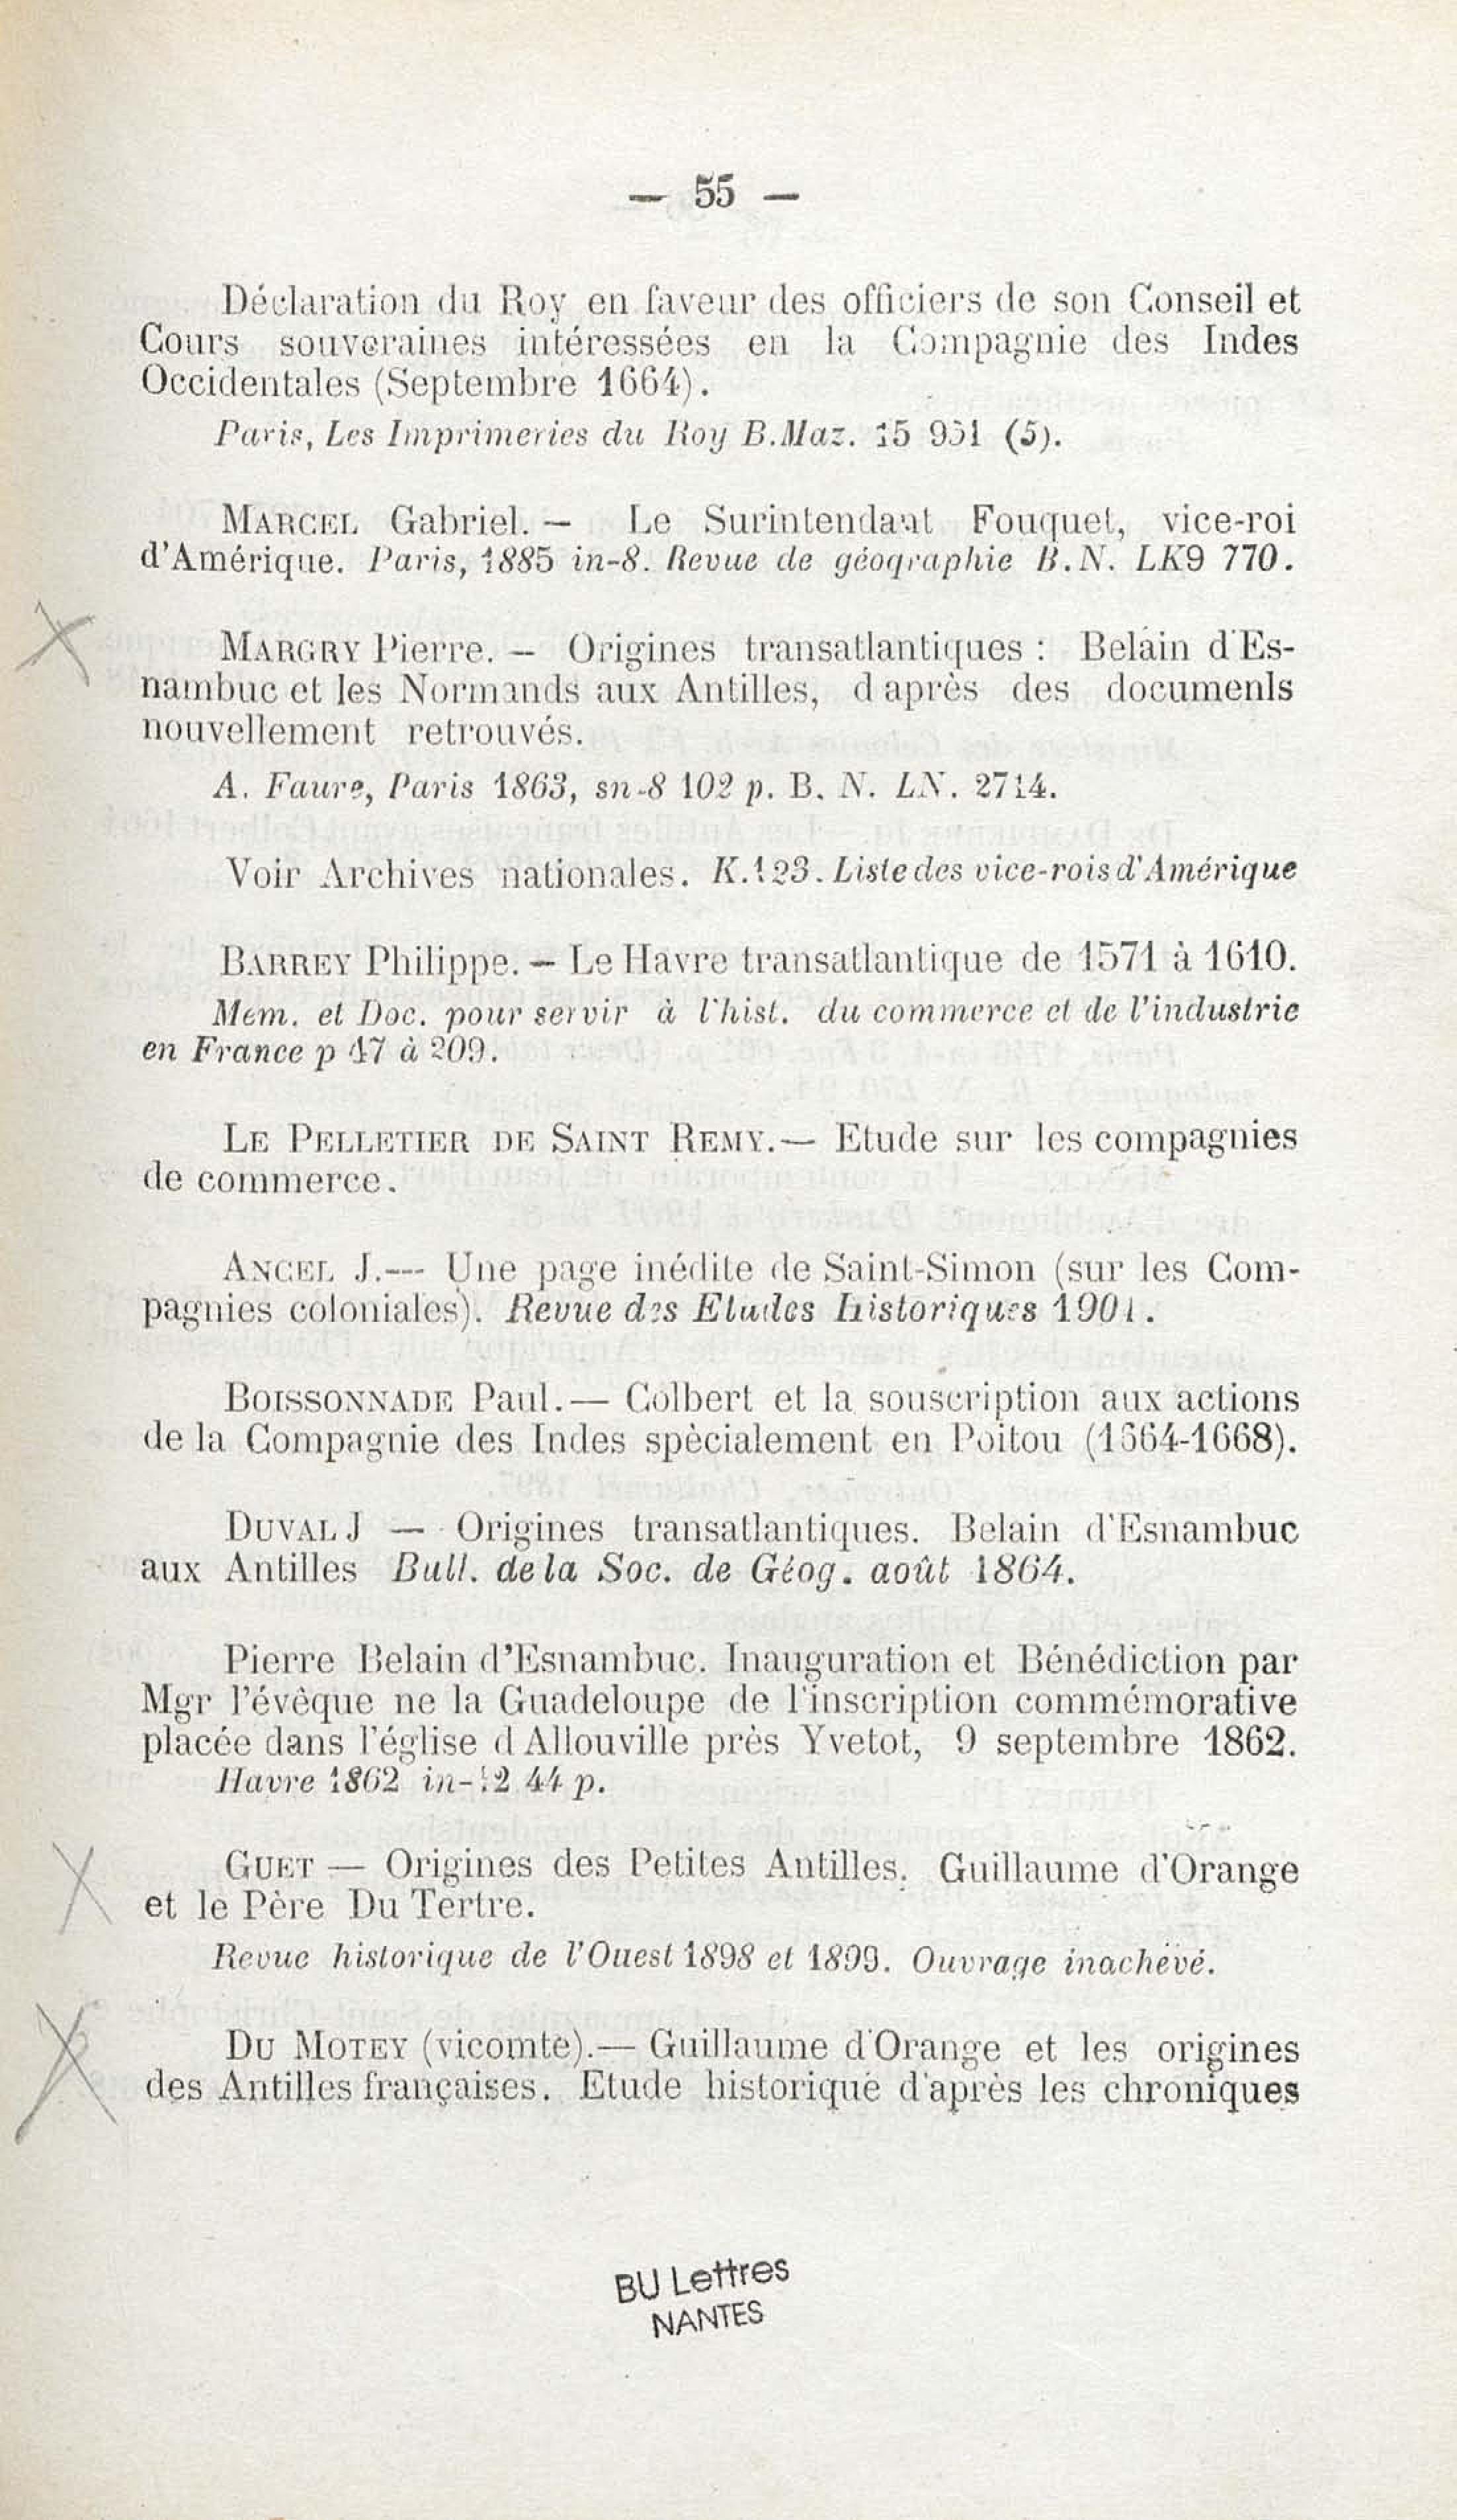 — 55 —
Déclaration du Roy en faveur des officiers de son Conseil et
Cours souveraines intéressées en la Compagnie des Indes
Occidentales (Septembre 1664).
Paris, Les Imprimeries du Roy B.Maz. 15 951 (5).
MARCEL Gabriel. — Le Surintendant Fouquet, vice-roi
d'Amérique. Paris, 1885 in-8. Revue de géographie B.N. LK9 770.
MARGRY Pierre. — Origines transatlantiques : Belain d'Es-
nambuc et les Normands aux Antilles, d après des documenls
nouvellement retrouvés.
A. Faure, Paris 1863, sn-8 102 p. B. N. LN. 2714.
Voir Archives nationales. K.123. Liste des vice-rois d'Amérique
BARREY Philippe. — Le Havre transatlantique de 1571 à 1610.
Mem. et Doc. pour servir à l'hist. du commerce et de l'industrie
en France p 47 à 209.
LE PELLETIER DE SAINT REMY.— Etude sur les compagnies
de commerce.
ANCEL J.— Une page inédite de Saint-Simon (sur les Com-
pagnies coloniales). Revue des Etudes historiques 1901.
BOISSONNADE Paul.— Colbert et la souscription aux actions
de la Compagnie des Indes spècialement en Poitou (1664-1668).
DUVAL J — Origines transatlantiques. Belain d'Esnambuc
aux Antilles Bull. de la Soc. de Géog. août 1864.
Pierre Belain d'Esnambuc. Inauguration et Bénédiction par
Mgr l'évèque ne la Guadeloupe de l'inscription commémorative
placée dans l'église d Allouville près Yvetot, 9 septembre 1862.
Havre 1862 in-12 44 p.
GUET — Origines des Petites Antilles. Guillaume d'Orange
et le Père Du Tertre.
Revue historique de l'Ouest 1898 et 1899. Ouvrage inachevé.
DU MOTEY (vicomte).— Guillaume d'Orange et les origines
des Antilles françaises. Etude historique d'après les chroniques
BU Lettres
NANTES